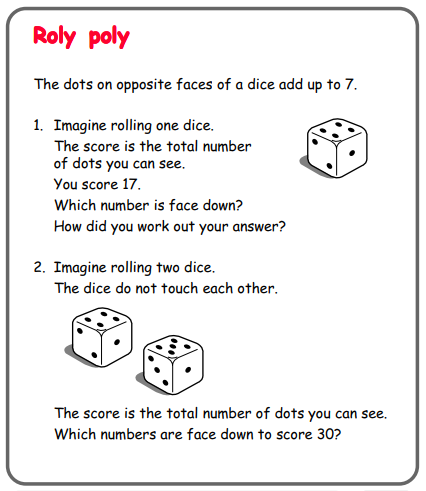 Roly poly
The dots on opposite faces of a dice add up to 7.
1. Imagine rolling one dice.
The score is the total number
of dots you can see.
You score 17.
Which number is face down?
How did you work out your answer?
2. Imagine rolling two dice.
The dice do not touch each other.
The score is the total number of dots you can see.
Which numbers are face down to score 30?